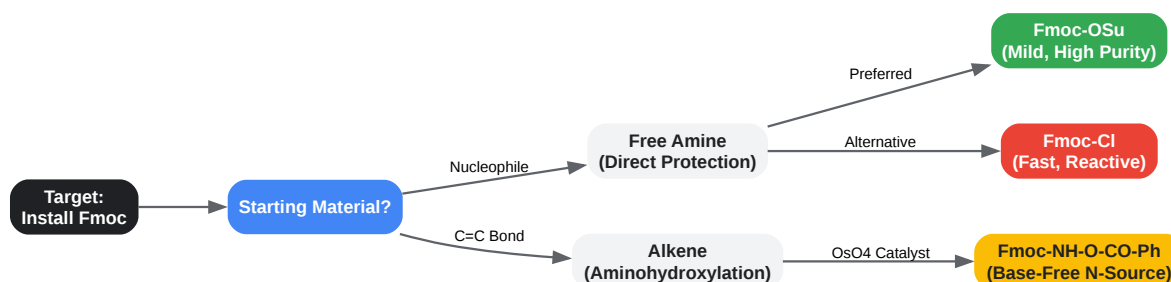 Target:
Install Fmoc
Starting Material?
Nucleophile
C=C Bond
Free Amine
(Direct Protection)
Alkene
(Aminohydroxylation)
Preferred
Alternative
OsO4 Catalyst
Fmoc-OSu
(Mild, High Purity)
Fmoc-Cl
(Fast, Reactive)
Fmoc-NH-O-CO-Ph
(Base-Free N-Source)